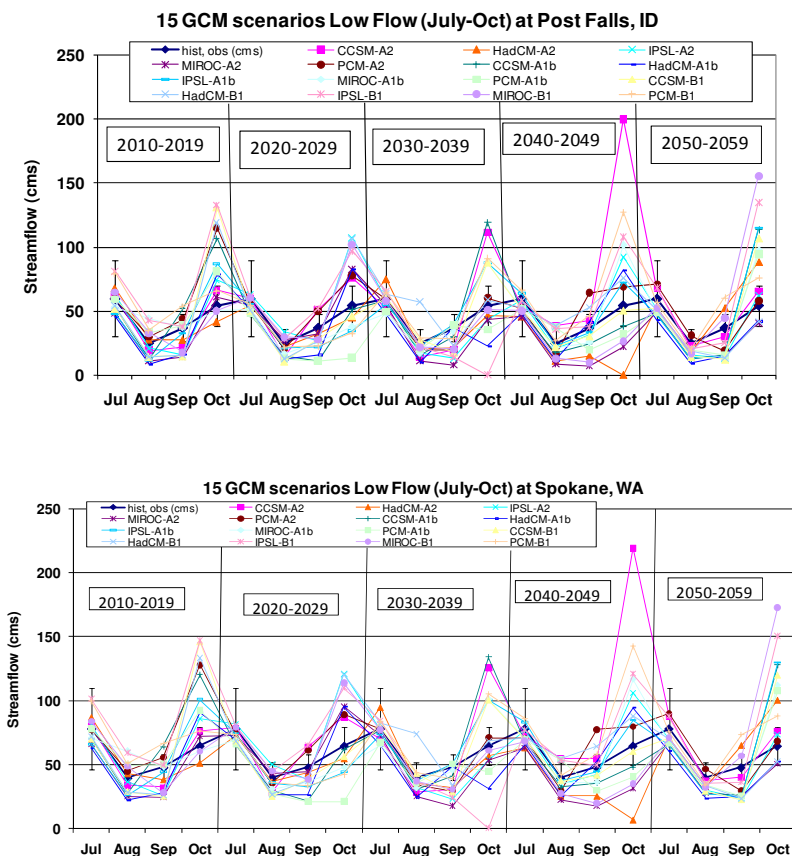 15 GCM scenarios Low Flow (July-Oct) at Post Falls, ID
250
200
150
100
50
0
Streamflow (cms)
hist, obs (cms) CCSM-A2 HadCM-A2 IPSL-A2
MIROC-A2 PCM-A2 CCSM-A1b HadCM-A1b
IPSL-A1b MIROC-A1b PCM-A1b CCSM-B1
HadCM-B1 IPSL-B1 MIROC-B1 PCM-B1
2010-2019 2020-2029 2030-2039 2040-2049 2050-2059
Jul Aug Sep Oct Jul Aug Sep Oct Jul Aug Sep Oct Jul Aug Sep Oct Jul Aug Sep Oct
15 GCM scenarios Low Flow (July-Oct) at Spokane, WA
250
200
150
100
50
0
Streamflow (cms)
hist, obs (cms) CCSM-A2 HadCM-A2 IPSL-A2
MIROC-A2 PCM-A2 CCSM-A1b HadCM-A1b
IPSL-A1b MIROC-A1b PCM-A1b CCSM-B1
HadCM-B1 IPSL-B1 MIROC-B1 PCM-B1
2010-2019 2020-2029 2030-2039 2040-2049 2050-2059
Jul Aug Sep Oct Jul Aug Sep Oct Jul Aug Sep Oct Jul Aug Sep Oct Jul Aug Sep Oct